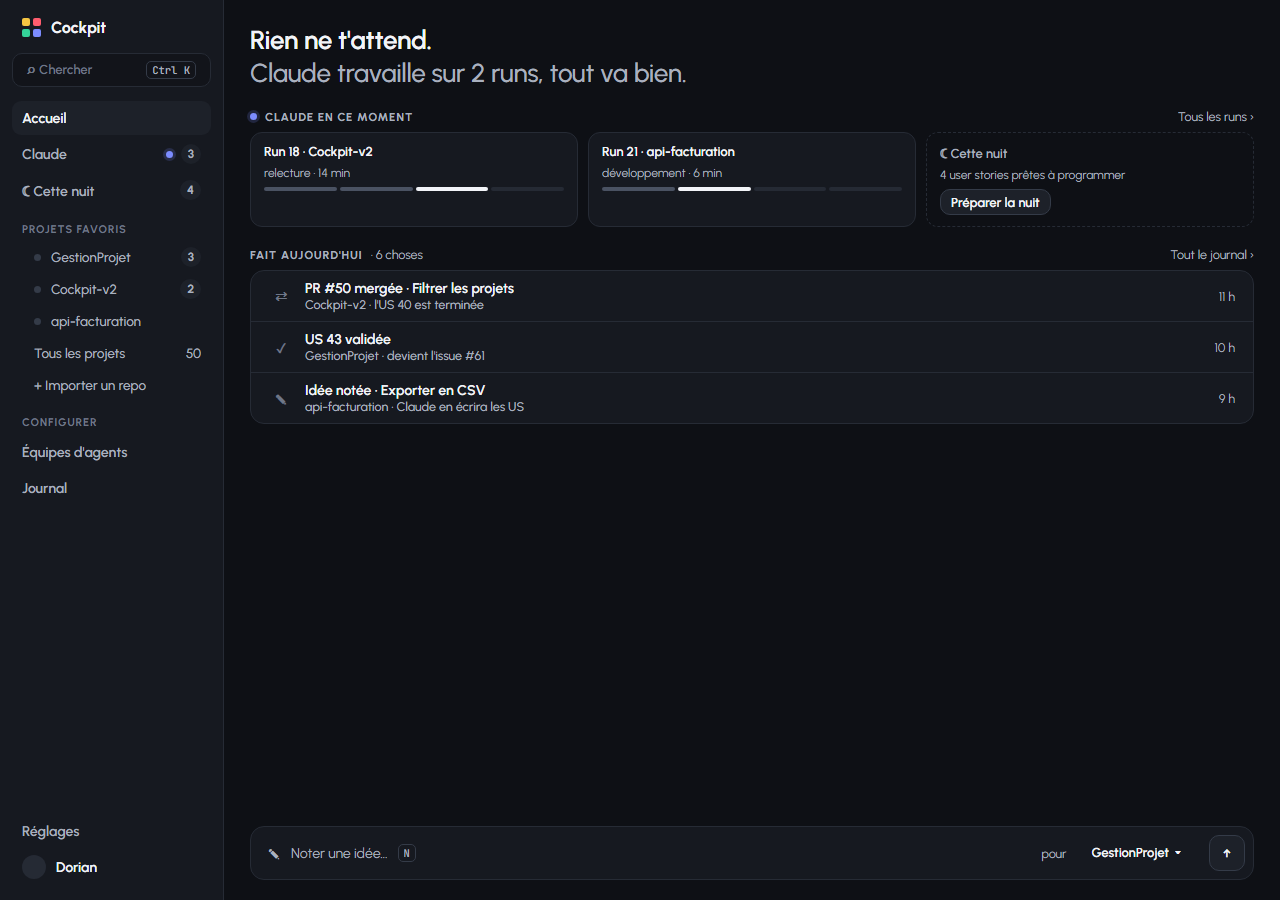 Cockpit
Chercher Ctrl K
Accueil
Claude 3
Cette nuit 4
PROJETS FAVORIS
GestionProjet 3
Cockpit-v2 2
api-facturation
Tous les projets 50
+ Importer un repo
CONFIGURER
Équipes d'agents
Journal
Réglages
Dorian
Rien ne t'attend.
Claude travaille sur 2 runs, tout va bien.
CLAUDE EN CE MOMENT
Tous les runs ›
Run 18 · Cockpit-v2
relecture · 14 min
Run 21 · api-facturation
développement · 6 min
Cette nuit
4 user stories prêtes à programmer
Préparer la nuit
FAIT AUJOURD'HUI · 6 choses
Tout le journal ›
PR #50 mergée · Filtrer les projets
Cockpit-v2 · l'US 40 est terminée
11 h
US 43 validée
GestionProjet · devient l'issue #61
10 h
Idée notée · Exporter en CSV
api-facturation · Claude en écrira les US
9 h
Noter une idée... N
pour GestionProjet